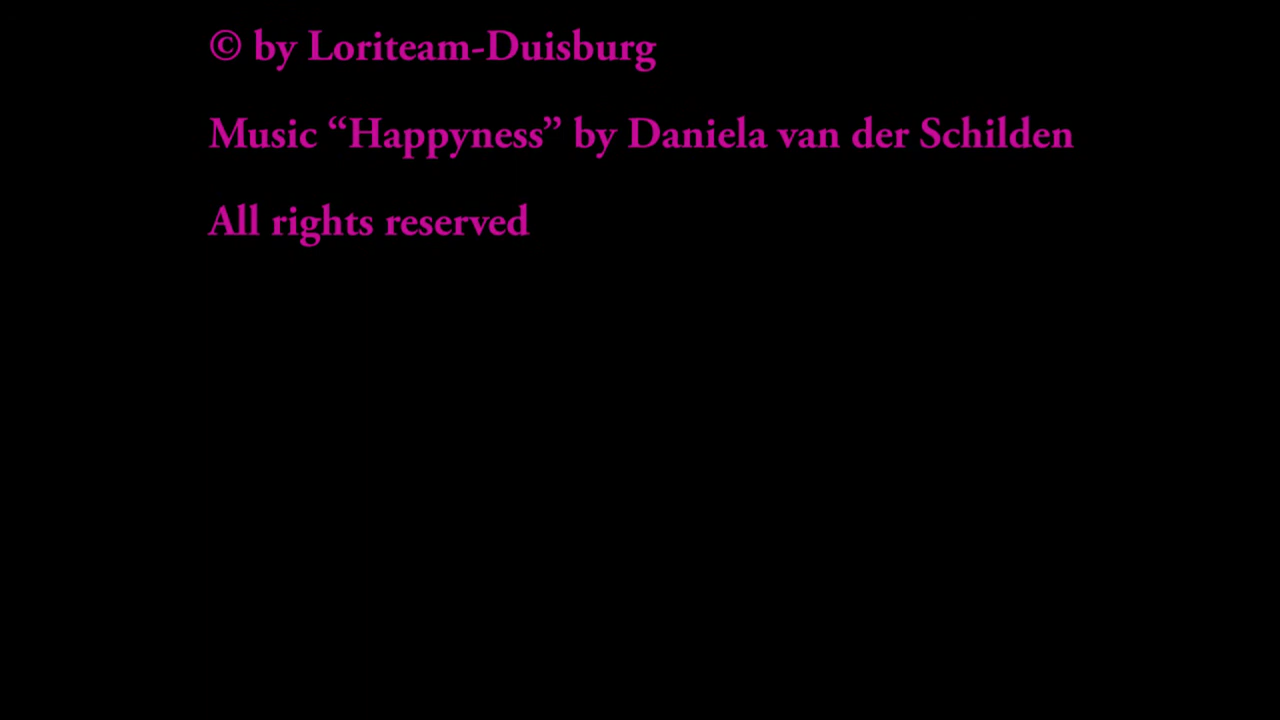 © by Loriteam-Duisburg
Music “Happyness” by Daniela van der Schilden
All rights reserved